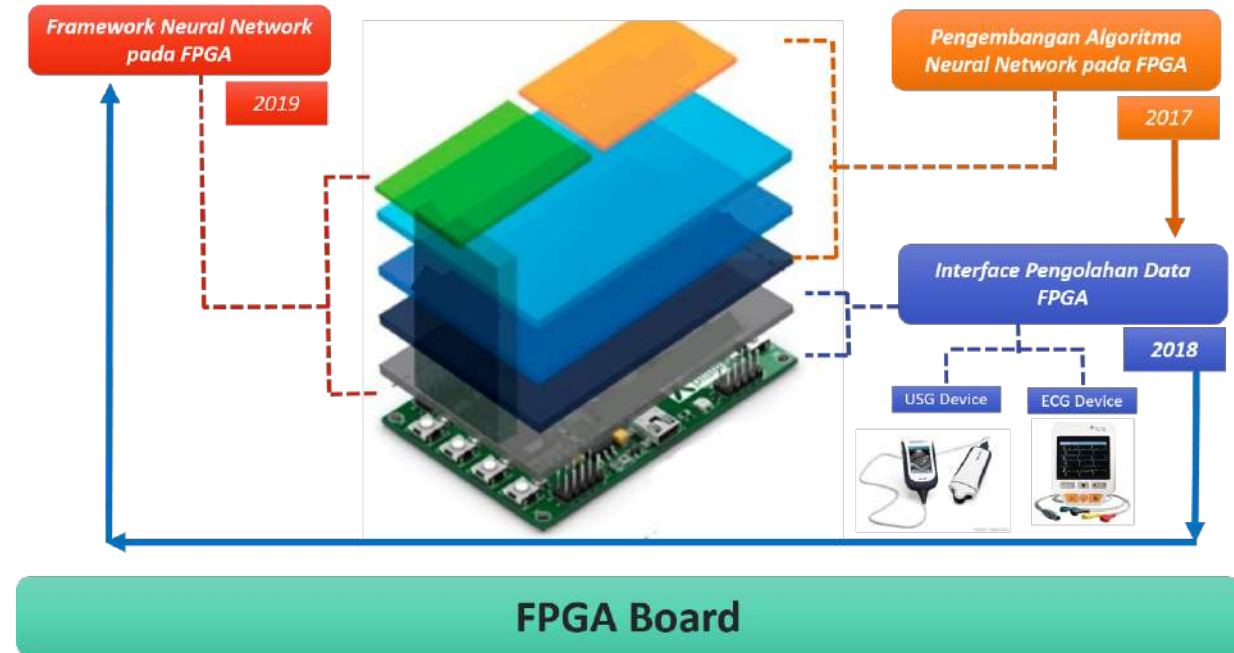 Framework Neural Network
pada FPGA
2019
Pengembangan Algoritma
Neural Network pada FPGA
2017
Interface Pengolahan Data
FPGA
2018
USG Device
ECG Device
FPGA Board